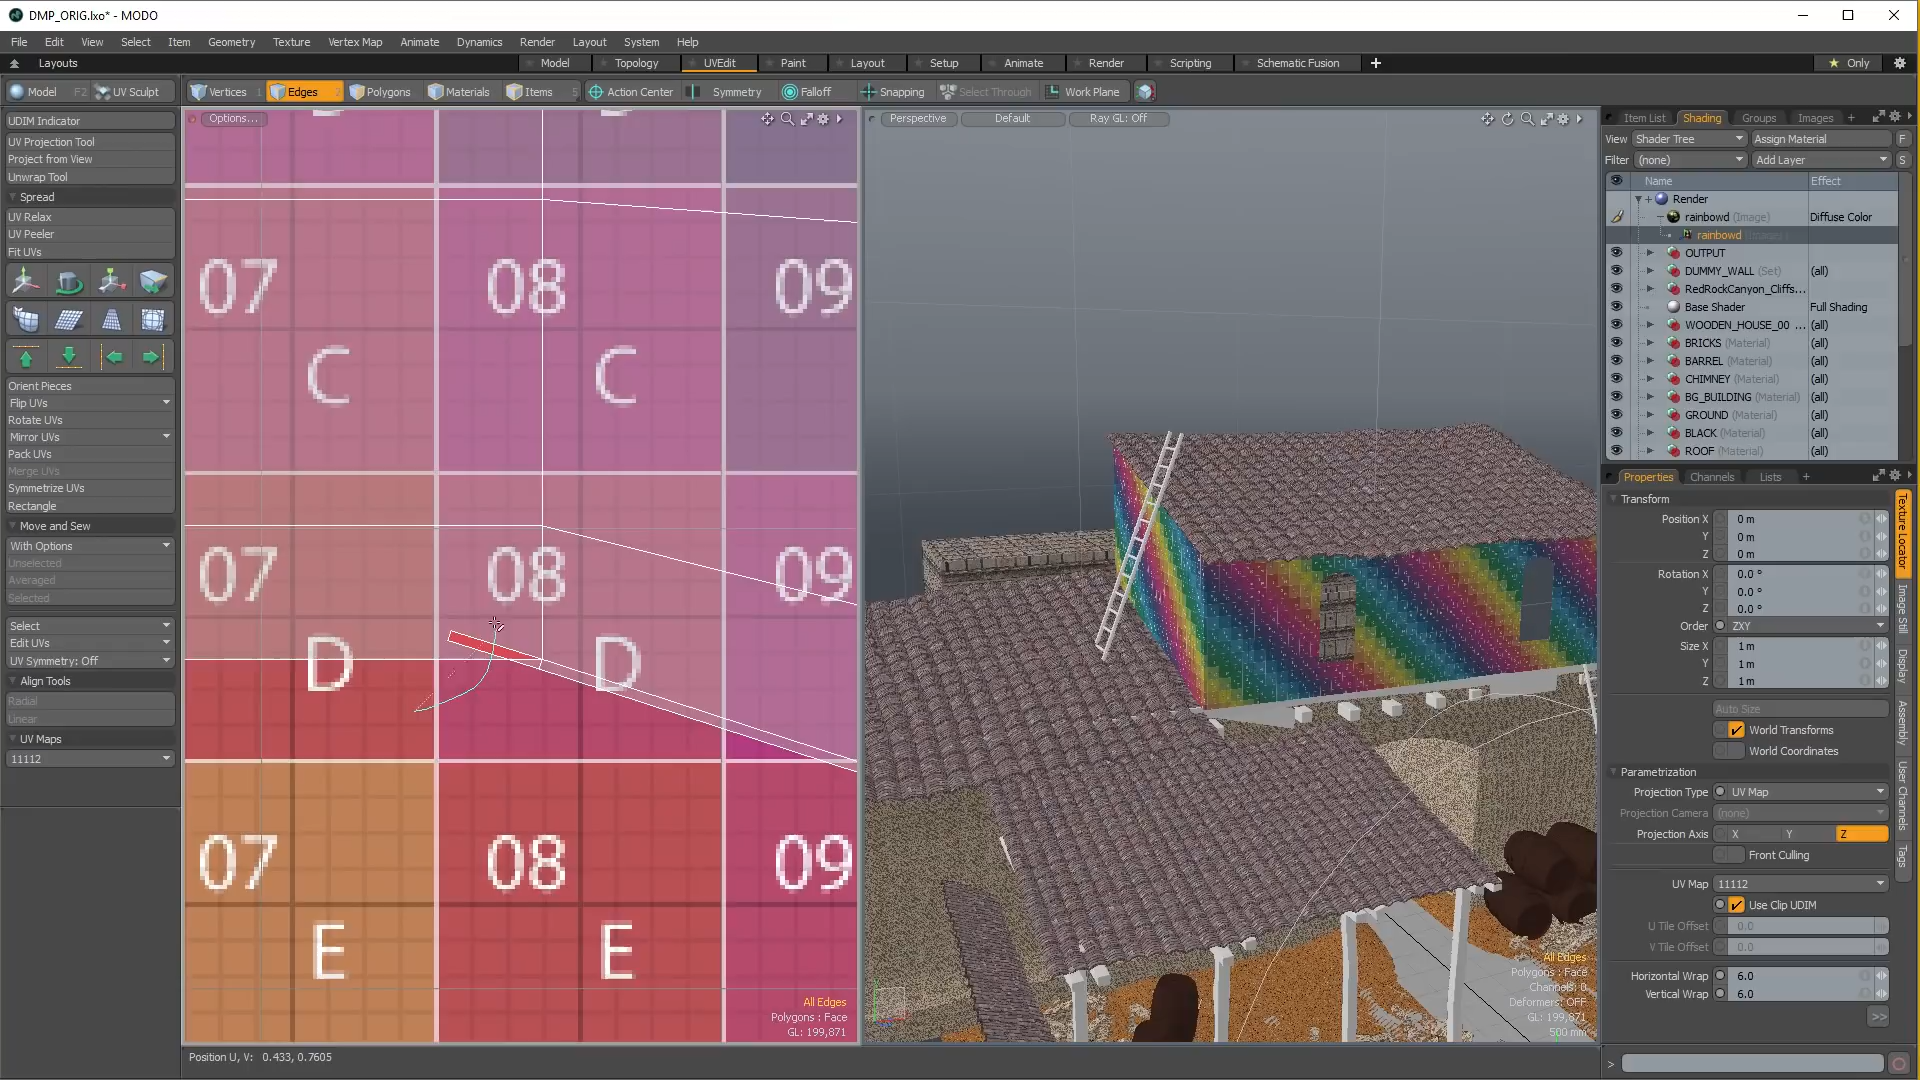 DMP_ORIG.lxo* - MODO
File Edit View Select Item Geometry Texture Vertex Map Animate Dynamics Render Layout System Help
Layouts Model Topology UVEdit Paint Layout Setup Animate Render Scripting Schematic Fusion + Only
Model F2 UV Sculpt Vertices 1 Edges 2 Polygons Materials Items 5 Action Center Symmetry Falloff Snapping Select Through Work Plane
UDIM Indicator
UV Projection Tool
Project from View
Unwrap Tool
Spread
UV Relax
UV Peeler
Fit UVs
Orient Pieces
Flip UVs
Rotate UVs
Mirror UVs
Pack UVs
Merge UVs
Symmetrize UVs
Rectangle
Move and Sew
With Options
Unselected
Averaged
Selected
Select
Edit UVs
UV Symmetry: Off
Align Tools
Radial
Linear
UV Maps
11112
Options...
07 08 09
C C
07 08 09
D D
07 08 09
E E
All Edges
Polygons : Face
GL: 199,871
Position U, V: 0.433, 0.7605
Perspective Default Ray GL: Off
All Edges
Polygons : Face
Channels: 0
Deformers: OFF
GL: 199,871
500 mm
Item List Shading Groups Images +
View Shader Tree Assign Material F
Filter (none) Add Layer S
Name Effect
Render
rainbowd (Image) Diffuse Color
rainbowd
OUTPUT
DUMMY_WALL (Set) (all)
RedRockCanyon_Cliffs...
Base Shader Full Shading
WOODEN_HOUSE_00 ... (all)
BRICKS (Material) (all)
BARREL (Material) (all)
CHIMNEY (Material) (all)
BG_BUILDING (Material) (all)
GROUND (Material) (all)
BLACK (Material) (all)
ROOF (Material) (all)
Properties Channels Lists +
Transform
Position X 0 m
Y 0 m
Z 0 m
Rotation X 0.0 °
Y 0.0 °
Z 0.0 °
Order ZXY
Size X 1 m
Y 1 m
Z 1 m
Auto Size
World Transforms
World Coordinates
Parametrization
Projection Type UV Map
Projection Camera (none)
Projection Axis X Y Z
Front Culling
UV Map 11112
Use Clip UDIM
U Tile Offset 0.0
V Tile Offset 0.0
Horizontal Wrap 6.0
Vertical Wrap 6.0
>>
>
Texture Locator
Image Still
Display
Assembly
User Channels
Tags